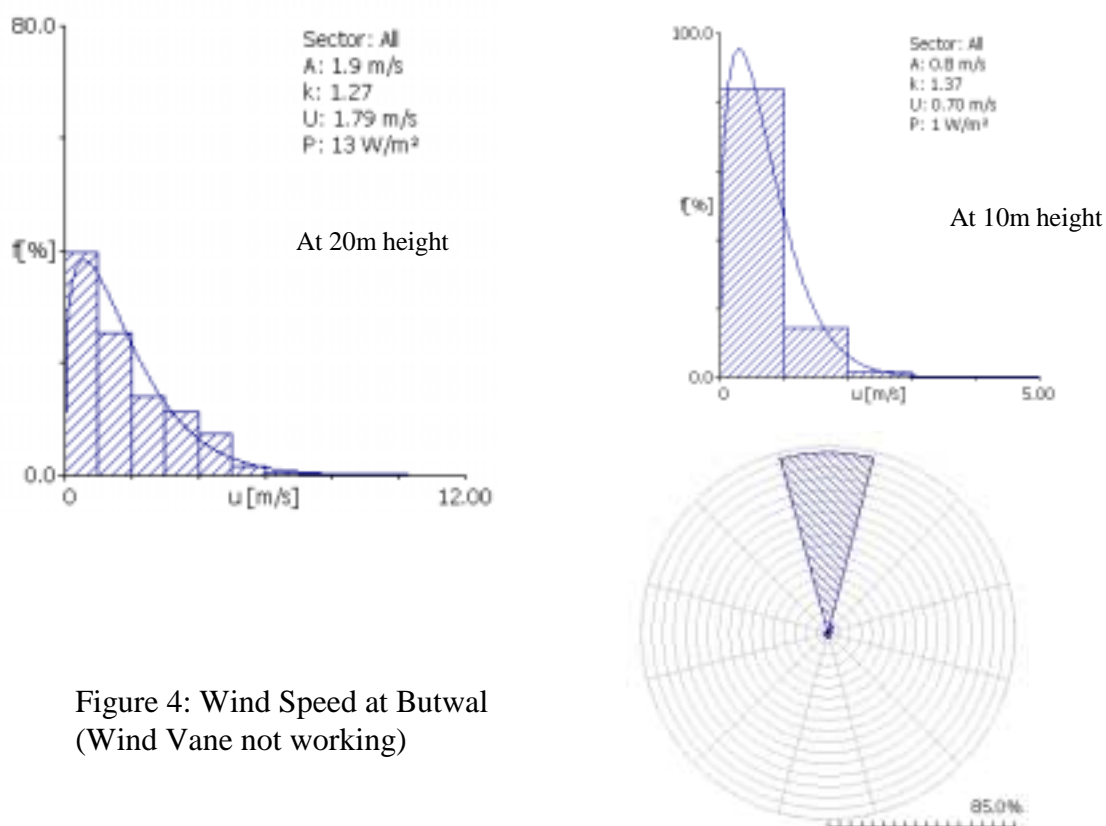 80.0
Sector: All
A: 1.9 m/s
k: 1.27
U: 1.79 m/s
P: 13 W/m²
f[%]
At 20m height
0.0
0
u [m/s]
12.00
100.0
Sector: All
A: 0.8 m/s
k: 1.37
U: 0.70 m/s
P: 1 W/m²
f[%]
At 10m height
0.0
0
u [m/s]
5.00
85.0%
Figure 4: Wind Speed at Butwal
(Wind Vane not working)